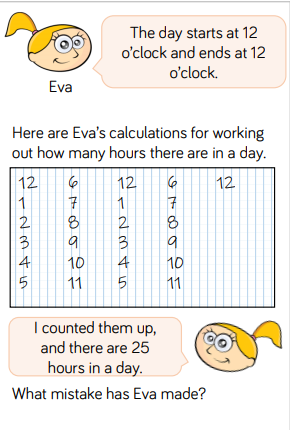 The day starts at 12
o'clock and ends at 12
o'clock.
Eva
Here are Eva's calculations for working
out how many hours there are in a day.
12 6 12 6 12
1 7 1 7
2 8 2 8
3 9 3 9
4 10 4 10
5 11 5 11
I counted them up,
and there are 25
hours in a day.
What mistake has Eva made?